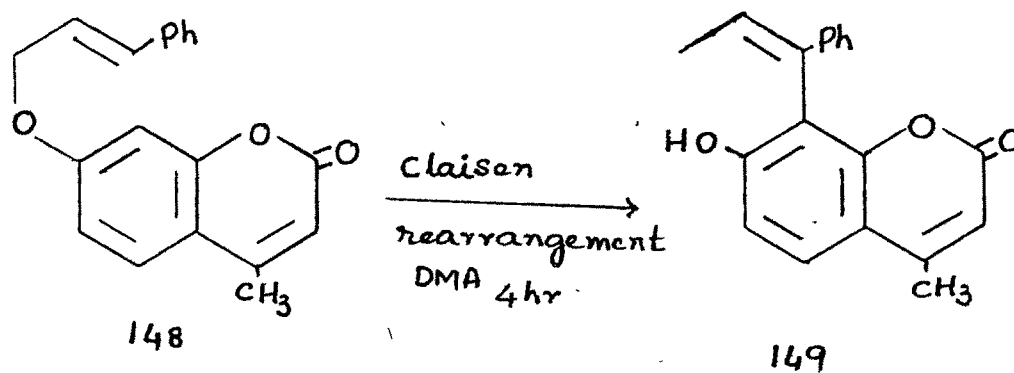 Ph
O
O
O
CH3
148
Claisen
rearrangement
DMA 4hr
Ph
HO
O
O
CH3
149